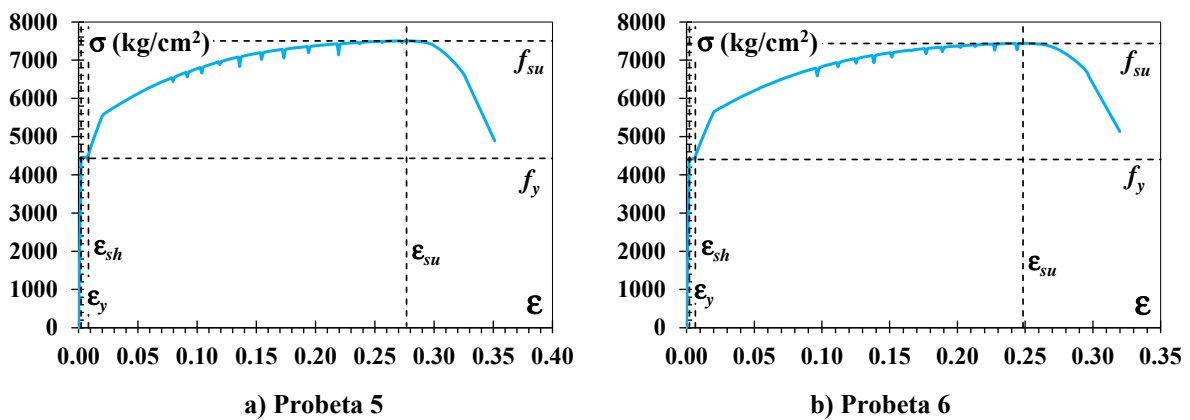 8000
7000
6000
5000
4000
3000
2000
1000
0
σ (kg/cm²)
f_su
f_y
ε_sh
ε_y
ε_su
ε
0.00 0.05 0.10 0.15 0.20 0.25 0.30 0.35 0.40
a) Probeta 5
8000
7000
6000
5000
4000
3000
2000
1000
0
σ (kg/cm²)
f_su
f_y
ε_sh
ε_y
ε_su
ε
0.00 0.05 0.10 0.15 0.20 0.25 0.30 0.35
b) Probeta 6